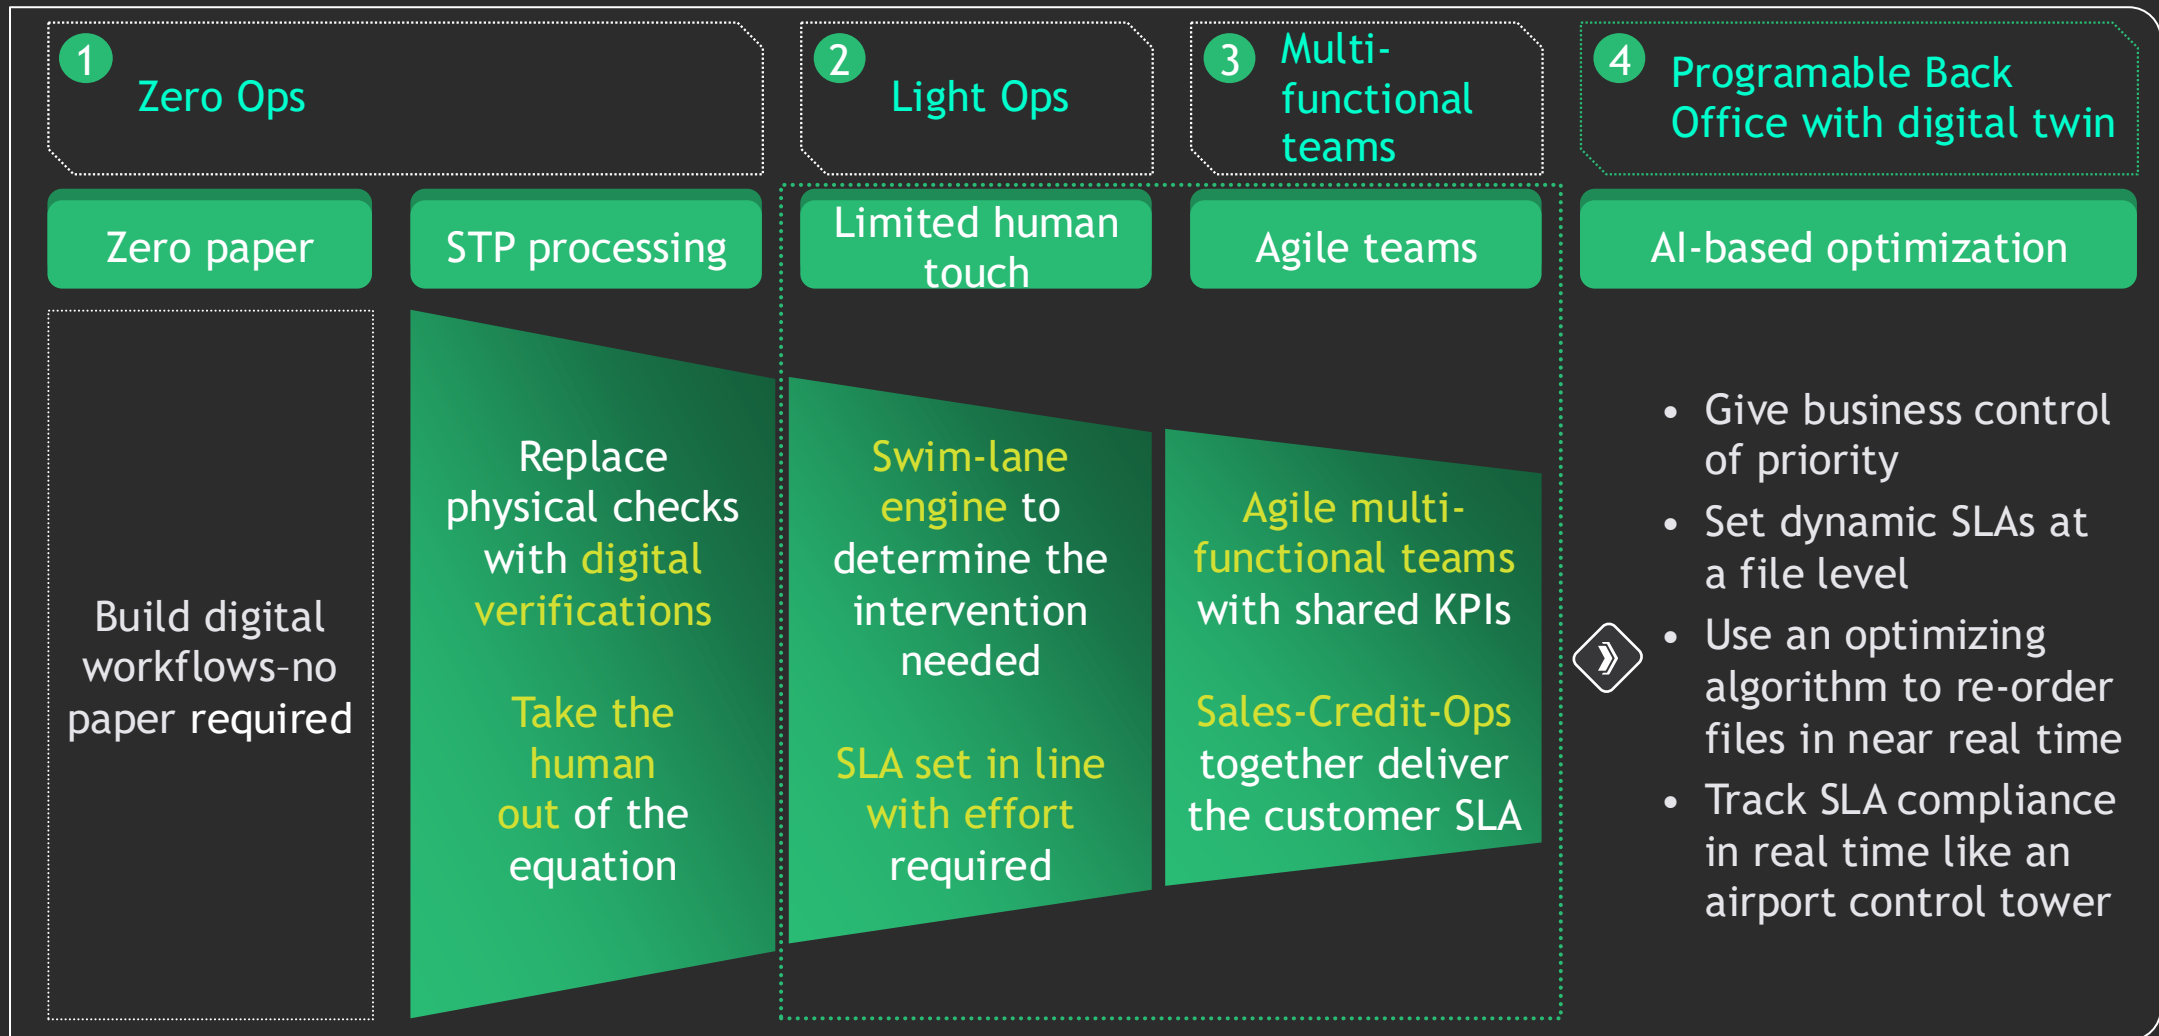 1
Zero Ops
2
Light Ops
3
Multi-
functional
teams
4
Programable Back
Office with digital twin
Zero paper
STP processing
Limited human
touch
Agile teams
AI-based optimization
Build digital
workflows–no
paper required
Replace
physical checks
with digital
verifications
Take the
human
out of the
equation
Swim-lane
engine to
determine the
intervention
needed
SLA set in line
with effort
required
Agile multi-
functional teams
with shared KPIs
Sales-Credit-Ops
together deliver
the customer SLA
• Give business control
of priority
• Set dynamic SLAs at
a file level
• Use an optimizing
algorithm to re-order
files in near real time
• Track SLA compliance
in real time like an
airport control tower